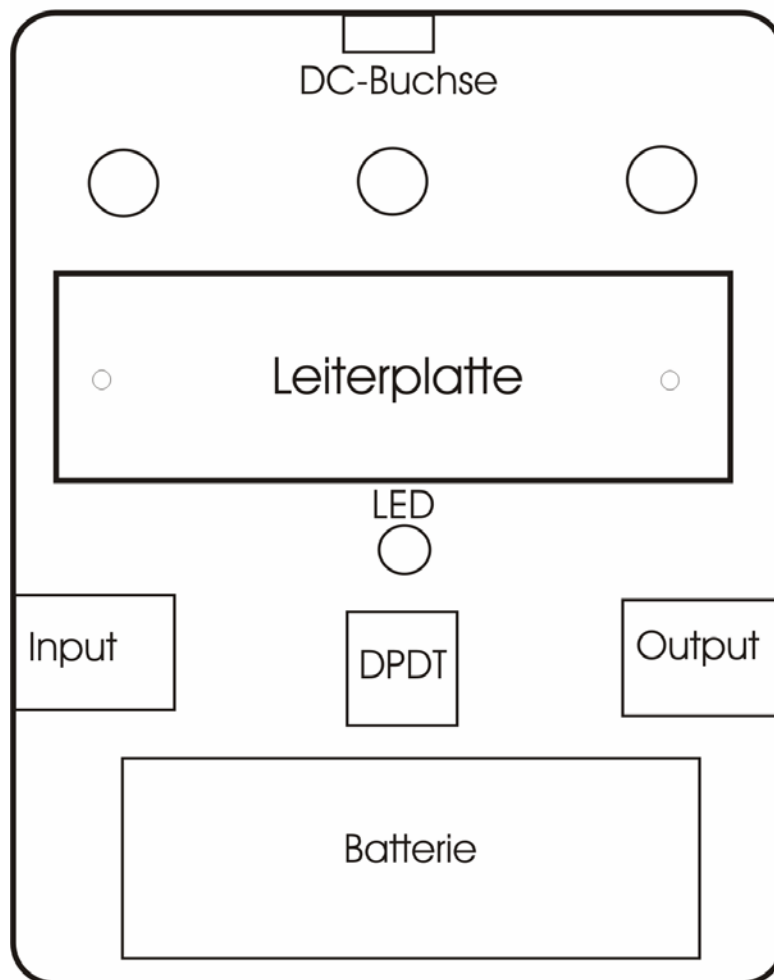 DC-Buchse
Leiterplatte
LED
Input
DPDT
Output
Batterie